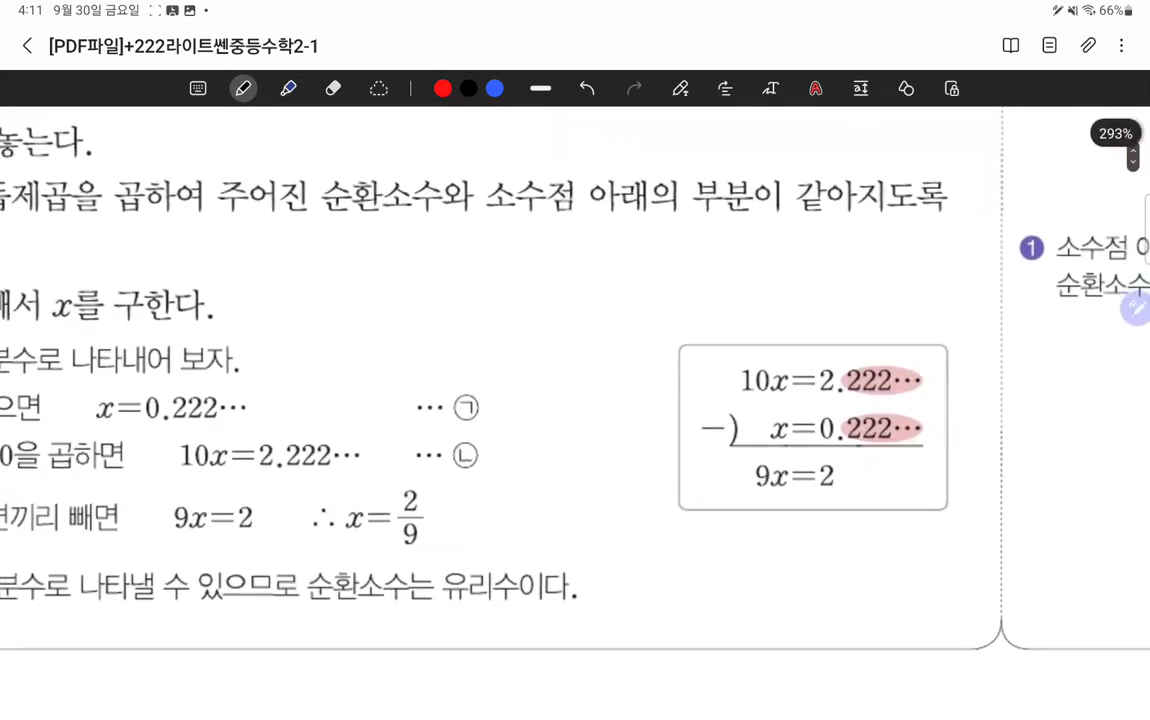 4:11 9월 30일 금요일 66%
[PDF파일]+222라이트쎈중등수학2-1
293%
놓는다.
듭제곱을 곱하여 주어진 순환소수와 소수점 아래의 부분이 같아지도록
해서 x를 구한다.
분수로 나타내어 보자.
으면 x=0.222⋯ ⋯ ㉠
0을 곱하면 10x=2.222⋯ ⋯ ㉡
변끼리 빼면 9x=2 ∴ x=2/9
분수로 나타낼 수 있으므로 순환소수는 유리수이다.
10x=2.222⋯
-) x=0.222⋯
9x=2
❶ 소수점
순환소수